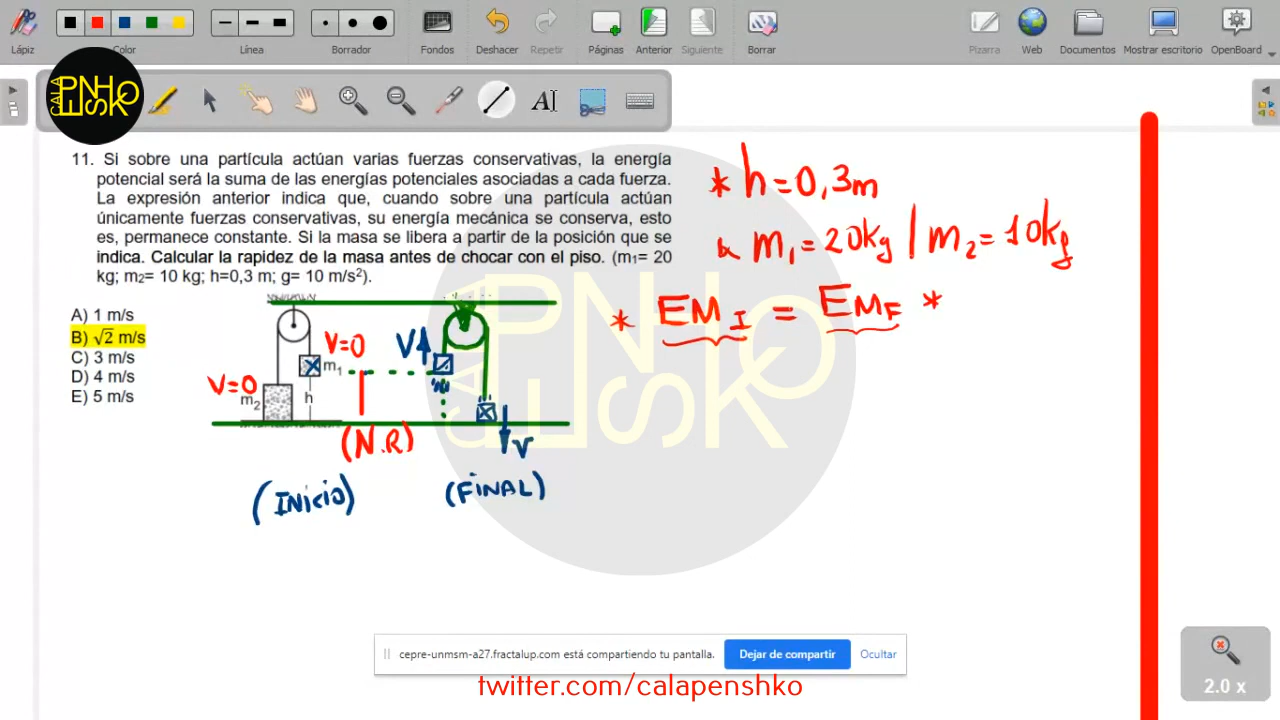 Lápiz
Color
Línea
Borrador
Fondos
Deshacer
Repetir
Páginas
Anterior
Siguiente
Borrar
Pizarra
Web
Documentos
Mostrar escritorio
OpenBoard
CALA PENSHKO
11. Si sobre una partícula actúan varias fuerzas conservativas, la energía
potencial será la suma de las energías potenciales asociadas a cada fuerza.
La expresión anterior indica que, cuando sobre una partícula actúan
únicamente fuerzas conservativas, su energía mecánica se conserva, esto
es, permanece constante. Si la masa se libera a partir de la posición que se
indica. Calcular la rapidez de la masa antes de chocar con el piso. (m1= 20
kg; m2= 10 kg; h=0,3 m; g= 10 m/s²).
A) 1 m/s
B) √2 m/s
C) 3 m/s
D) 4 m/s
E) 5 m/s
V=0
m1
V=0
m2
h
(N.R)
V
V
(INICIO)
(FINAL)
* h=0,3m
m1=20kg / m2=10kg
* EM I = EM F *
cepre-unmsm-a27.fractalup.com está compartiendo tu pantalla.
Dejar de compartir
Ocultar
twitter.com/calapenshko
2.0 x